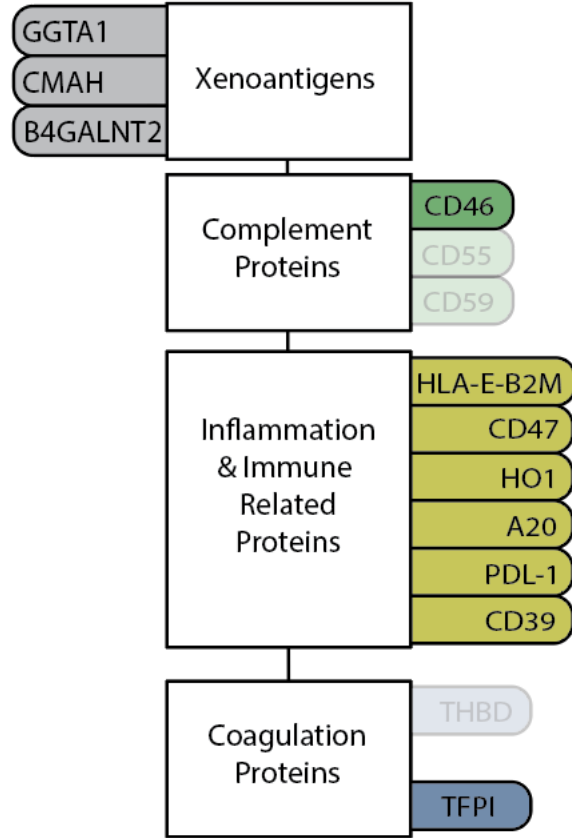 GGTA1
CMAH
B4GALNT2
Xenoantigens
Complement
Proteins
CD46
CD55
CD59
Inflammation
& Immune
Related
Proteins
HLA-E-B2M
CD47
HO1
A20
PDL-1
CD39
Coagulation
Proteins
THBD
TFPI